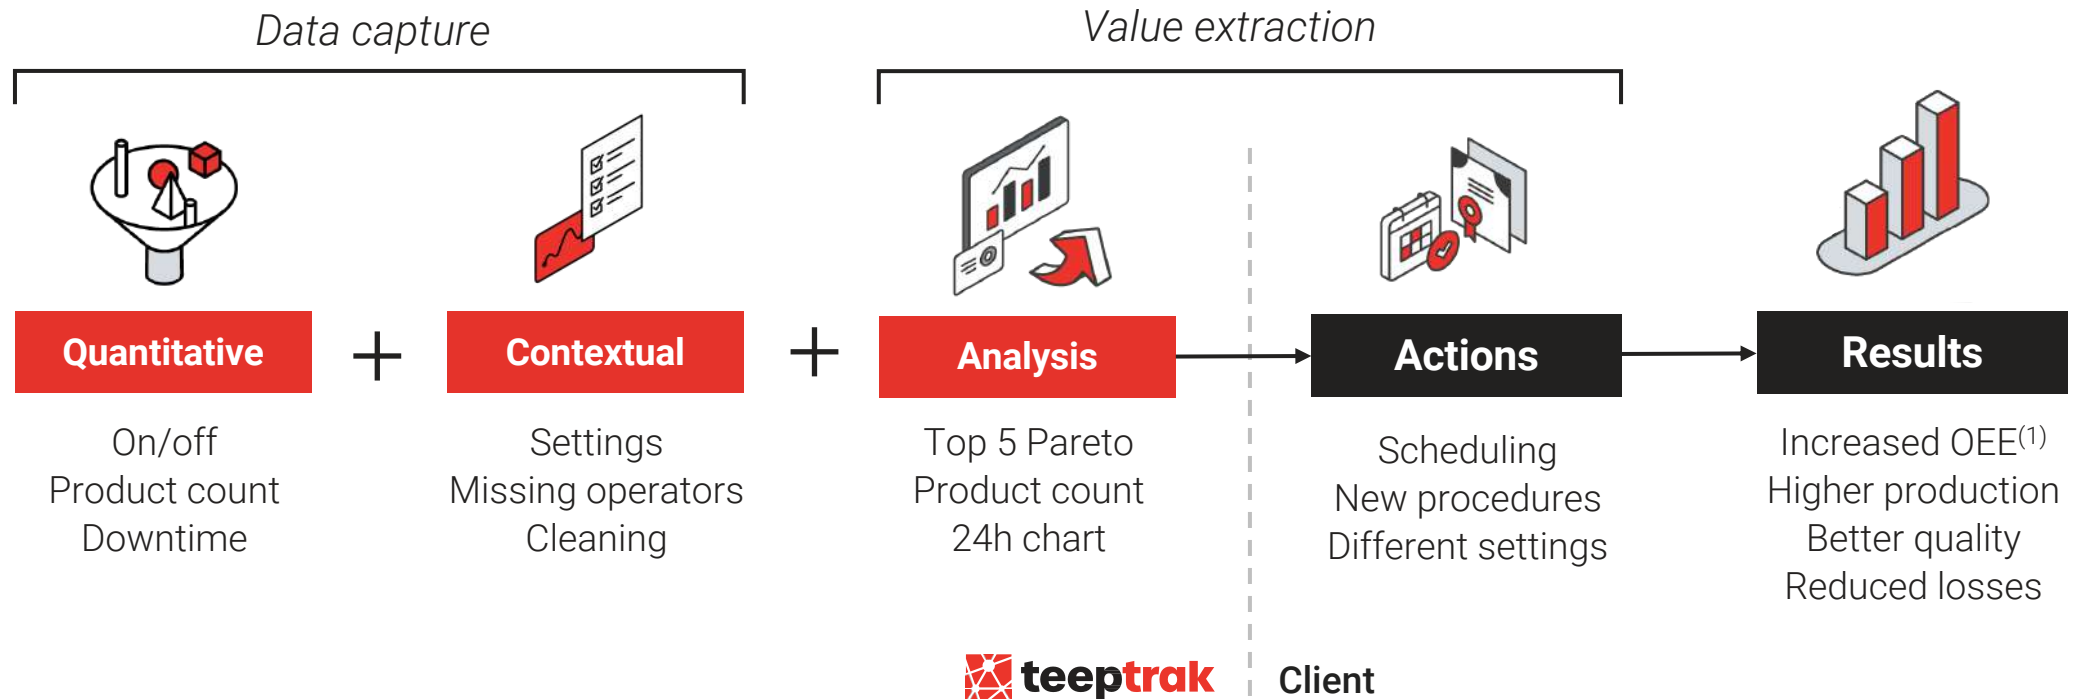 Data capture
Value extraction
Quantitative
+
Contextual
+
Analysis
Actions
Results
On/off
Product count
Downtime
Settings
Missing operators
Cleaning
Top 5 Pareto
Product count
24h chart
Scheduling
New procedures
Different settings
Increased OEE(1)
Higher production
Better quality
Reduced losses
teeptrak
Client